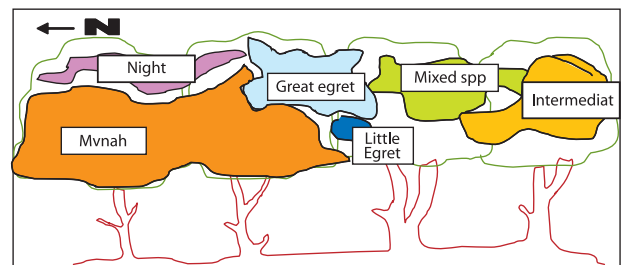 N
Night
Great egret
Mixed spp
Intermediat
Mvnah
Little
Egret